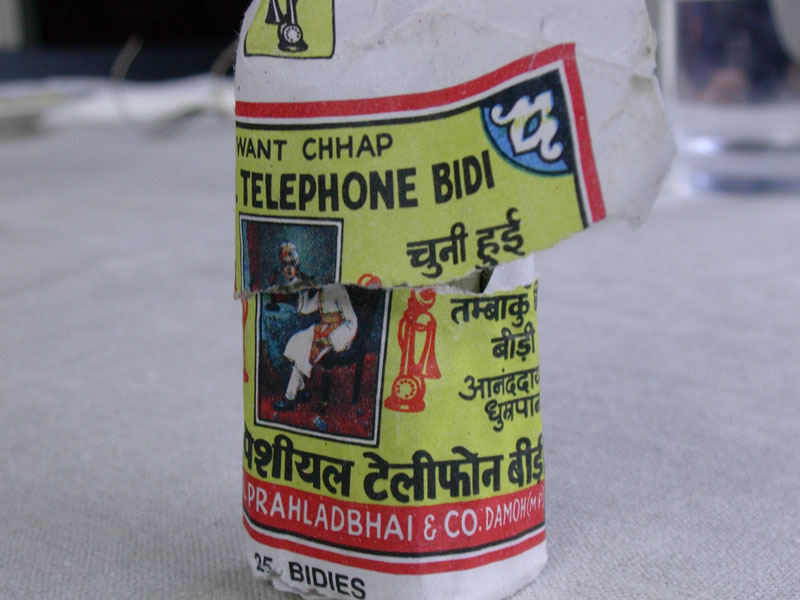 WANT CHHAP
TELEPHONE BIDI
चुनी हुई
तम्बाकु
बीड़ी
आनंददाय
धुम्रपान
पेशीयल टेलीफोन बीड़ी
PRAHLADBHAI & CO. DAMOH (M P
25 BIDIES